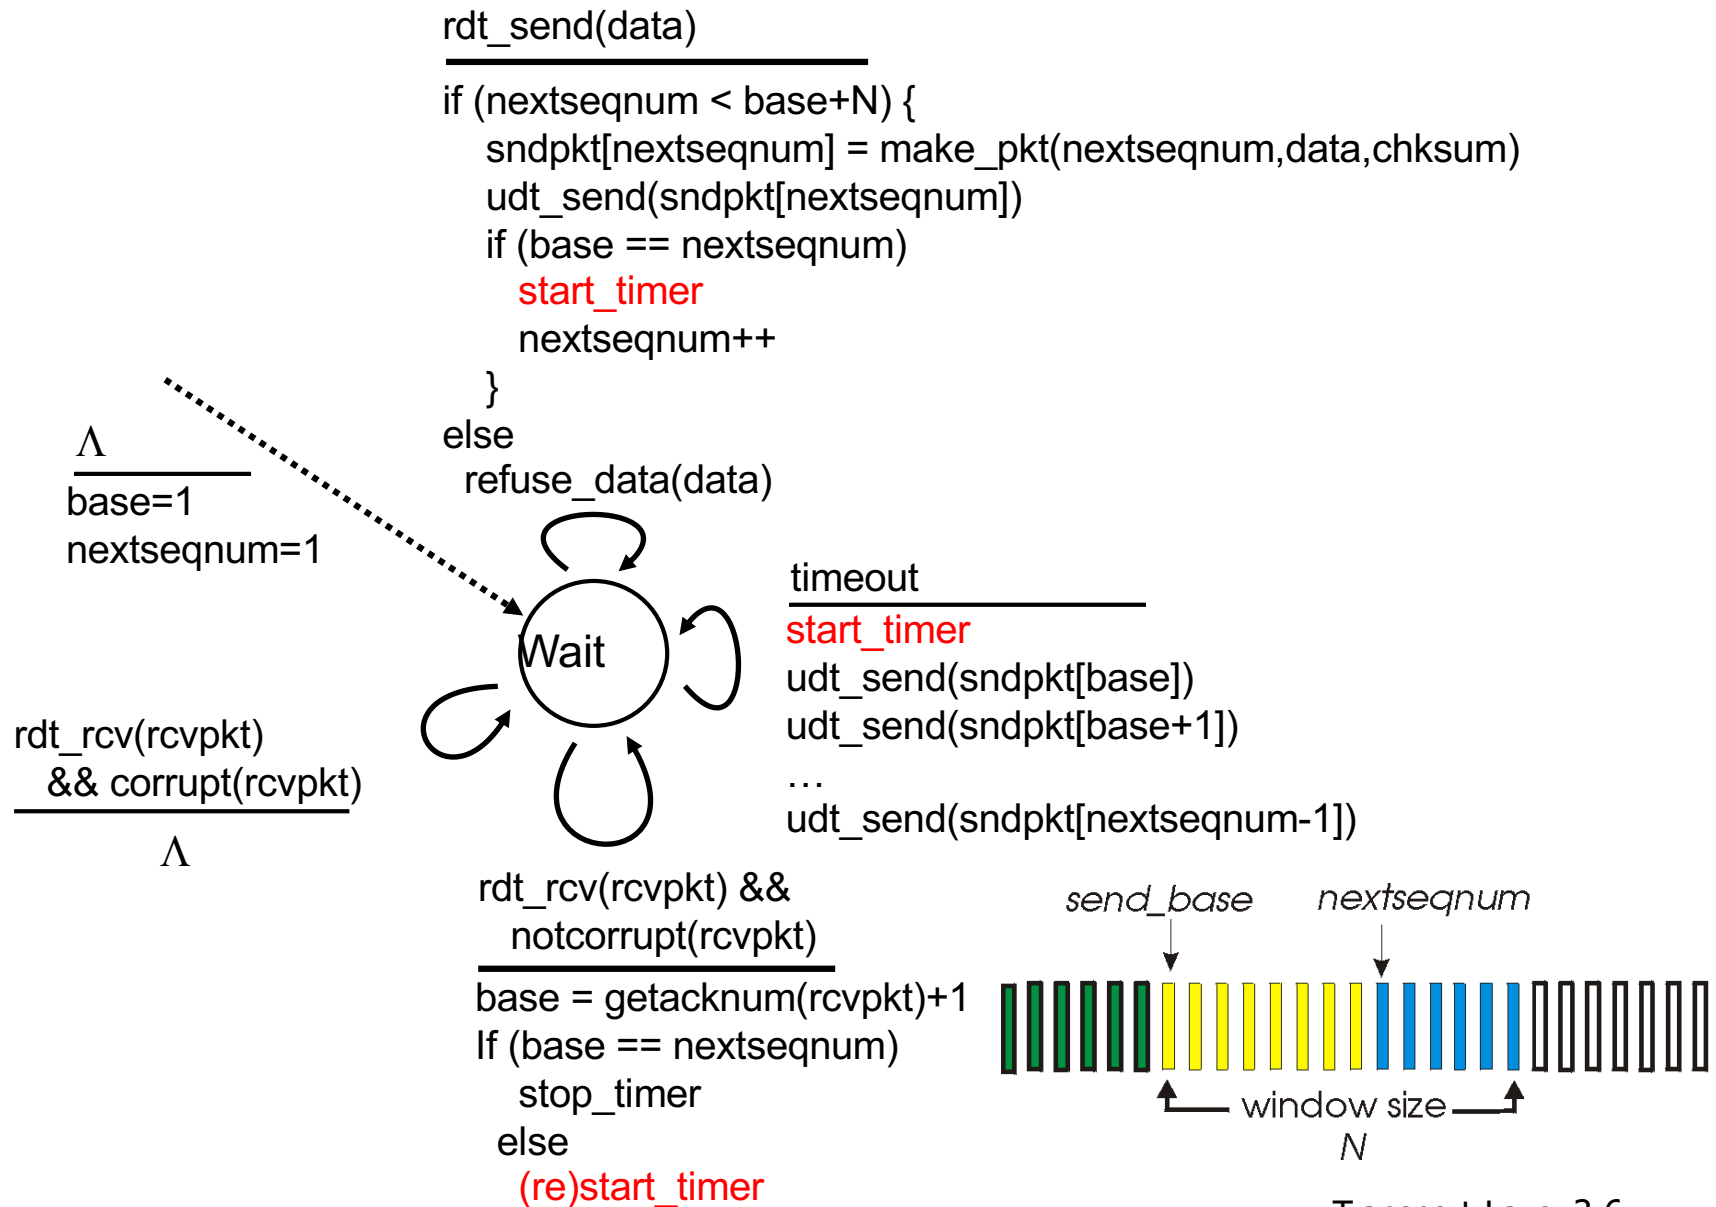 rdt_send(data)
if (nextseqnum < base+N) {
sndpkt[nextseqnum] = make_pkt(nextseqnum,data,chksum)
udt_send(sndpkt[nextseqnum])
if (base == nextseqnum)
start_timer
nextseqnum++
}
else
refuse_data(data)
Λ
base=1
nextseqnum=1
Wait
timeout
start_timer
udt_send(sndpkt[base])
udt_send(sndpkt[base+1])
…
udt_send(sndpkt[nextseqnum-1])
rdt_rcv(rcvpkt)
&& corrupt(rcvpkt)
Λ
rdt_rcv(rcvpkt) &&
notcorrupt(rcvpkt)
base = getacknum(rcvpkt)+1
If (base == nextseqnum)
stop_timer
else
(re)start_timer
send_base nextseqnum
window size
N